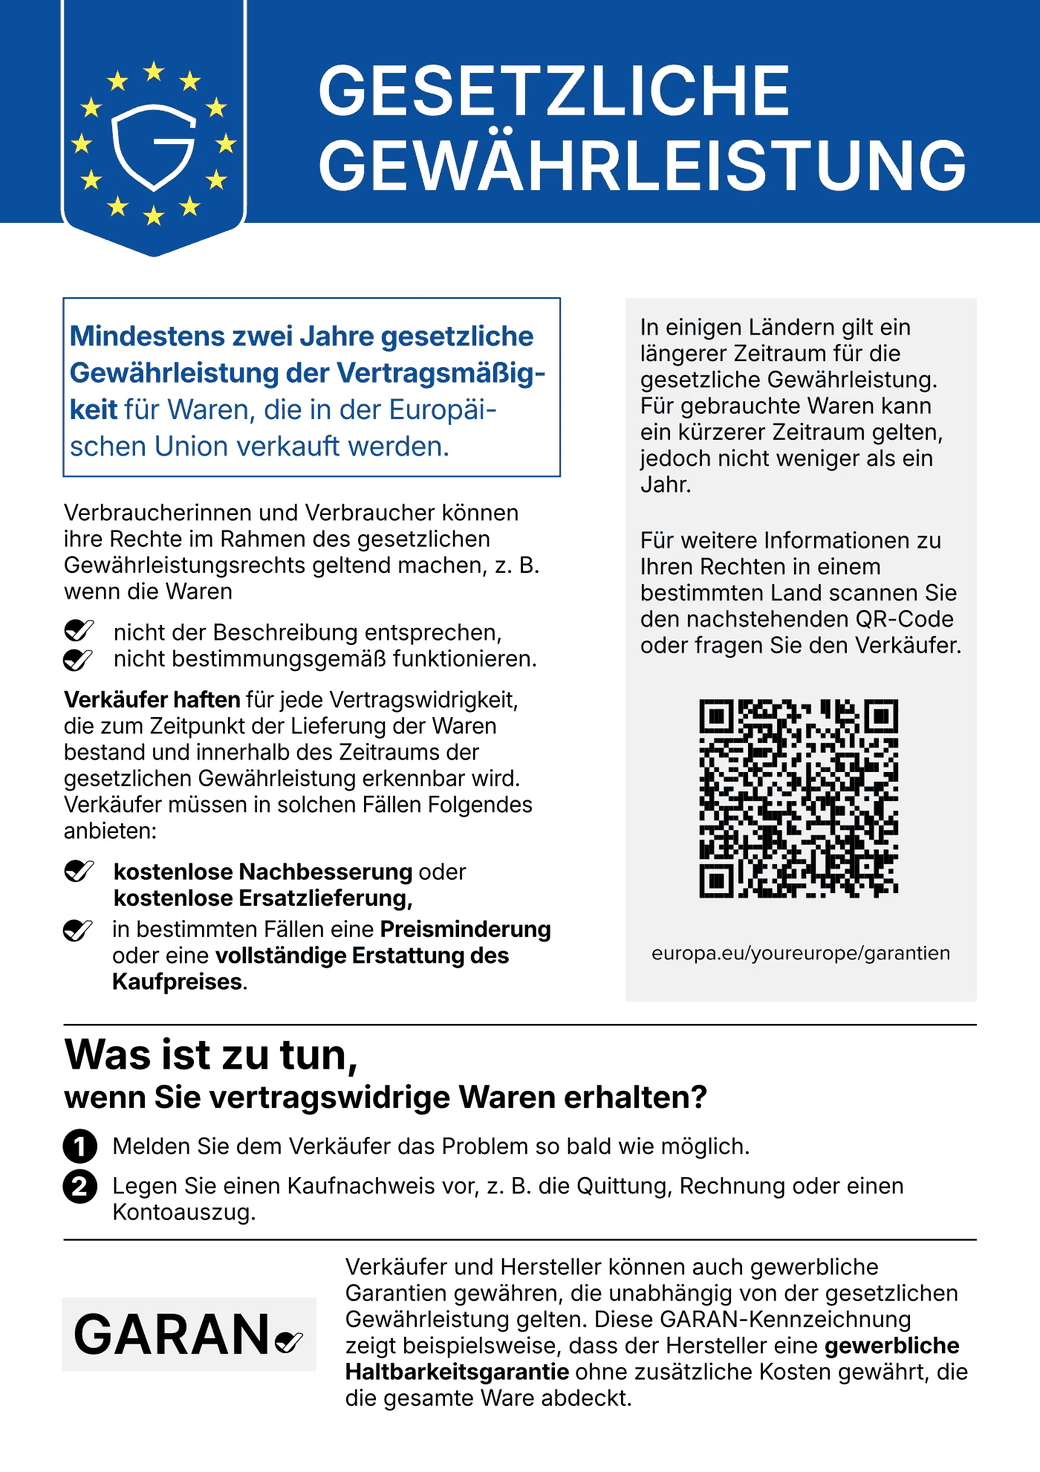 GESETZLICHE
GEWÄHRLEISTUNG
Mindestens zwei Jahre gesetzliche
Gewährleistung der Vertragsmäßig-
keit für Waren, die in der Europäi-
schen Union verkauft werden.
Verbraucherinnen und Verbraucher können
ihre Rechte im Rahmen des gesetzlichen
Gewährleistungsrechts geltend machen, z. B.
wenn die Waren
nicht der Beschreibung entsprechen,
nicht bestimmungsgemäß funktionieren.
Verkäufer haften für jede Vertragswidrigkeit,
die zum Zeitpunkt der Lieferung der Waren
bestand und innerhalb des Zeitraums der
gesetzlichen Gewährleistung erkennbar wird.
Verkäufer müssen in solchen Fällen Folgendes
anbieten:
kostenlose Nachbesserung oder
kostenlose Ersatzlieferung,
in bestimmten Fällen eine Preisminderung
oder eine vollständige Erstattung des
Kaufpreises.
In einigen Ländern gilt ein
längerer Zeitraum für die
gesetzliche Gewährleistung.
Für gebrauchte Waren kann
ein kürzerer Zeitraum gelten,
jedoch nicht weniger als ein
Jahr.
Für weitere Informationen zu
Ihren Rechten in einem
bestimmten Land scannen Sie
den nachstehenden QR-Code
oder fragen Sie den Verkäufer.
europa.eu/youreurope/garantien
Was ist zu tun,
wenn Sie vertragswidrige Waren erhalten?
1 Melden Sie dem Verkäufer das Problem so bald wie möglich.
2 Legen Sie einen Kaufnachweis vor, z. B. die Quittung, Rechnung oder einen
Kontoauszug.
GARAN
Verkäufer und Hersteller können auch gewerbliche
Garantien gewähren, die unabhängig von der gesetzlichen
Gewährleistung gelten. Diese GARAN-Kennzeichnung
zeigt beispielsweise, dass der Hersteller eine gewerbliche
Haltbarkeitsgarantie ohne zusätzliche Kosten gewährt, die
die gesamte Ware abdeckt.